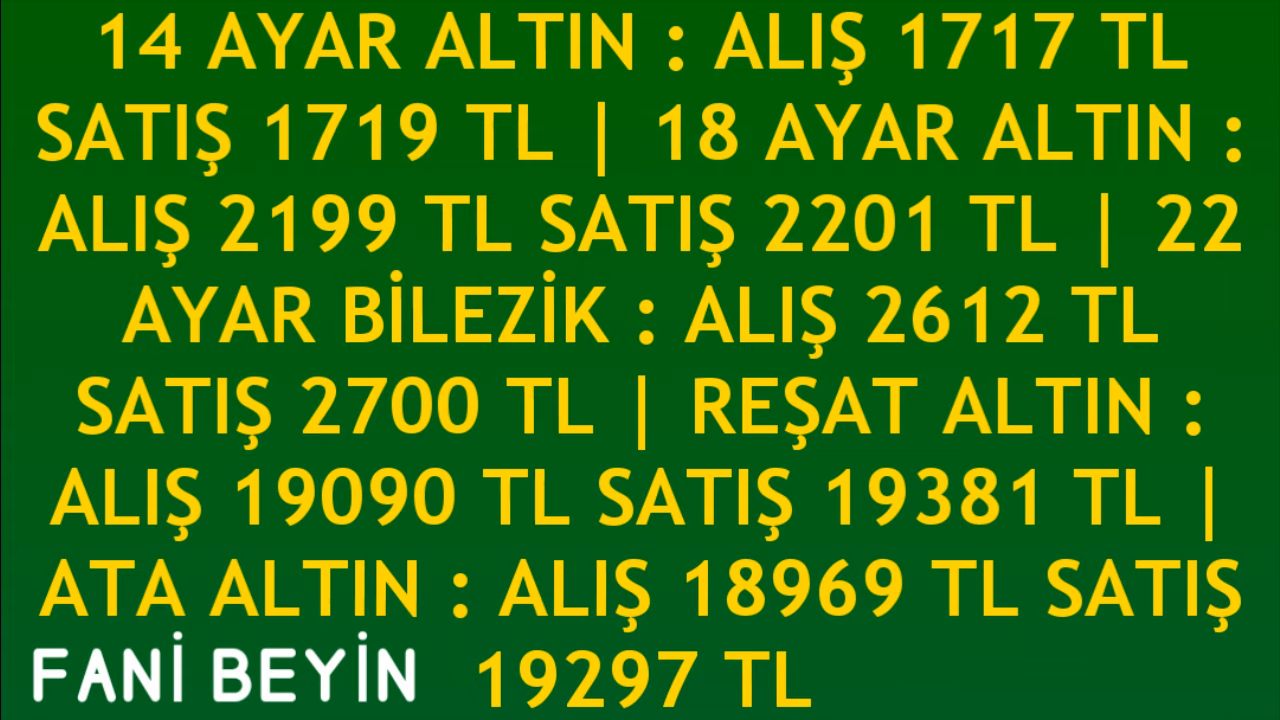 14 AYAR ALTIN : ALIŞ 1717 TL
SATIŞ 1719 TL | 18 AYAR ALTIN :
ALIŞ 2199 TL SATIŞ 2201 TL | 22
AYAR BİLEZİK : ALIŞ 2612 TL
SATIŞ 2700 TL | REŞAT ALTIN :
ALIŞ 19090 TL SATIŞ 19381 TL |
ATA ALTIN : ALIŞ 18969 TL SATIŞ
19297 TL
FANİ BEYİN